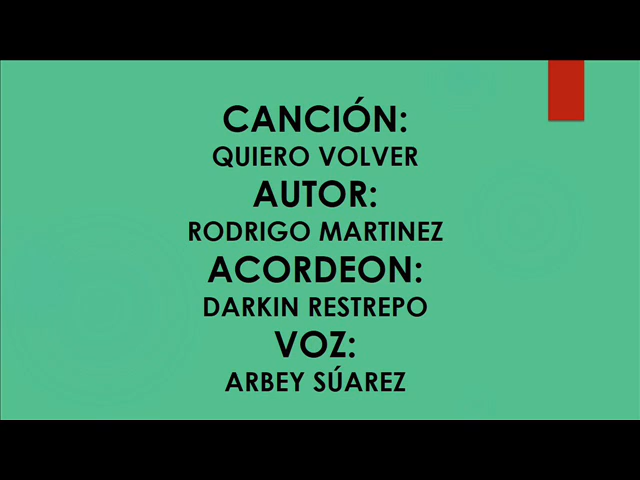 CANCIÓN:
QUIERO VOLVER
AUTOR:
RODRIGO MARTINEZ
ACORDEON:
DARKIN RESTREPO
VOZ:
ARBEY SÚAREZ